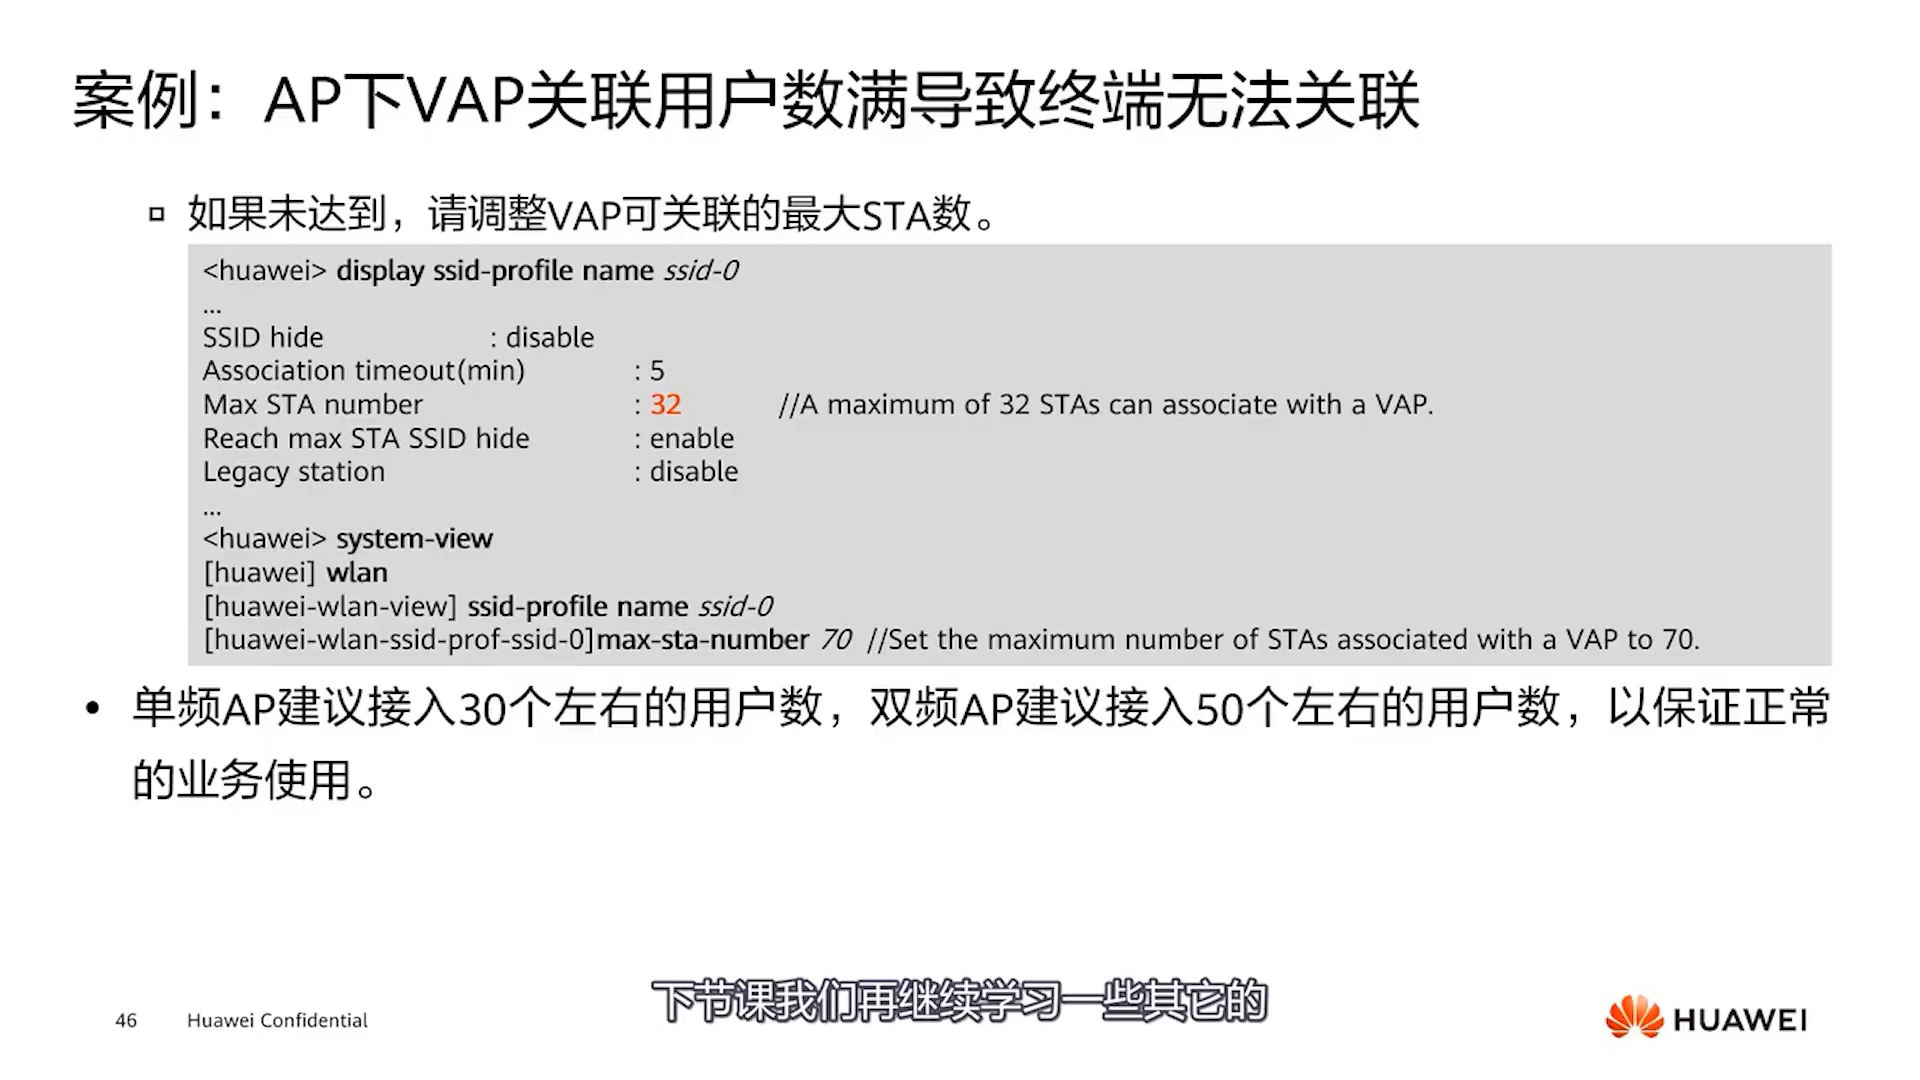 案例：AP下VAP关联用户数满导致终端无法关联
如果未达到，请调整VAP可关联的最大STA数。
<huawei> display ssid-profile name ssid-0
...
SSID hide : disable
Association timeout(min) : 5
Max STA number : 32 //A maximum of 32 STAs can associate with a VAP.
Reach max STA SSID hide : enable
Legacy station : disable
...
<huawei> system-view
[huawei] wlan
[huawei-wlan-view] ssid-profile name ssid-0
[huawei-wlan-ssid-prof-ssid-0]max-sta-number 70 //Set the maximum number of STAs associated with a VAP to 70.
• 单频AP建议接入30个左右的用户数，双频AP建议接入50个左右的用户数，以保证正常
的业务使用。
下节课我们再继续学习一些其它的
46 Huawei Confidential
HUAWEI